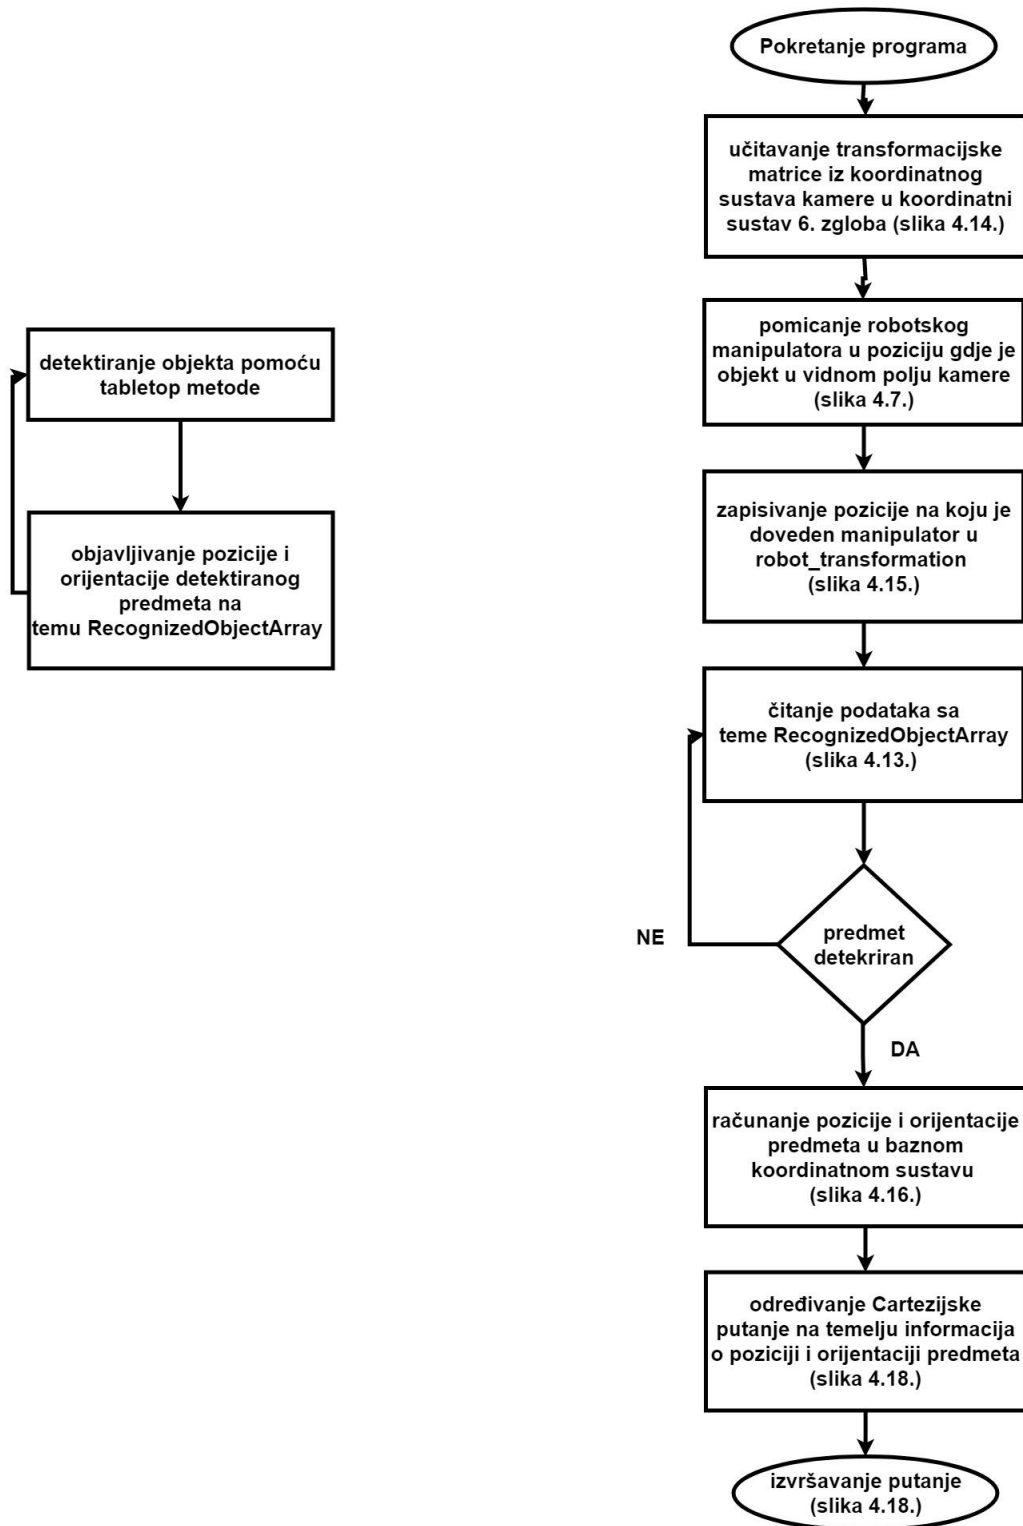 Pokretanje programa
učitavanje transformacijske
matrice iz koordinatnog
sustava kamere u koordinatni
sustav 6. zgloba (slika 4.14.)
pomicanje robotskog
manipulatora u poziciju gdje je
objekt u vidnom polju kamere
(slika 4.7.)
detektiranje objekta pomoću
tabletop metode
objavljivanje pozicije i
orijentacije detektiranog
predmeta na
temu RecognizedObjectArray
zapisivanje pozicije na koju je
doveden manipulator u
robot_transformation
(slika 4.15.)
čitanje podataka sa
teme RecognizedObjectArray
(slika 4.13.)
predmet
detekriran
NE
DA
računanje pozicije i orijentacije
predmeta u baznom
koordinatnom sustavu
(slika 4.16.)
određivanje Cartezijske
putanje na temelju informacija
o poziciji i orijentaciji predmeta
(slika 4.18.)
izvršavanje putanje
(slika 4.18.)